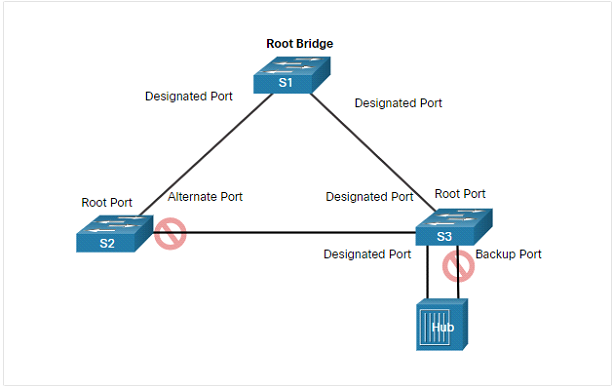 Root Bridge
S1
Designated Port
Designated Port
Root Port
Alternate Port
Designated Port
Root Port
S2
S3
Designated Port
Backup Port
Hub